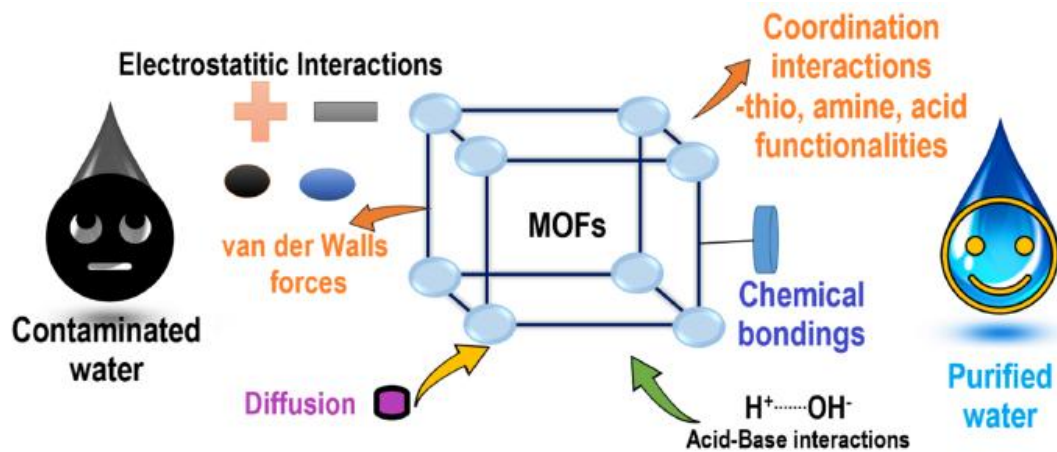 Electrostatitic Interactions
Coordination
interactions
-thio, amine, acid
functionalities
van der Walls
forces
MOFs
Contaminated
water
Chemical
bondings
Diffusion
H⁺······OH⁻
Acid-Base interactions
Purified
water